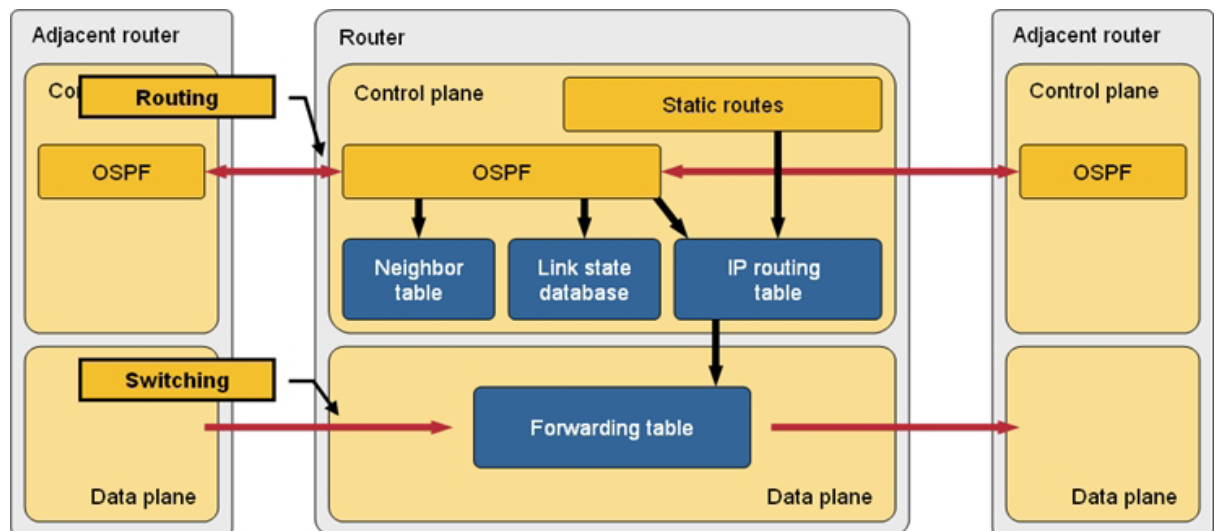 Adjacent router
Router
Adjacent router
Routing
Control plane
Static routes
Control plane
OSPF
OSPF
OSPF
Neighbor
table
Link state
database
IP routing
table
Switching
Forwarding table
Data plane
Data plane
Data plane